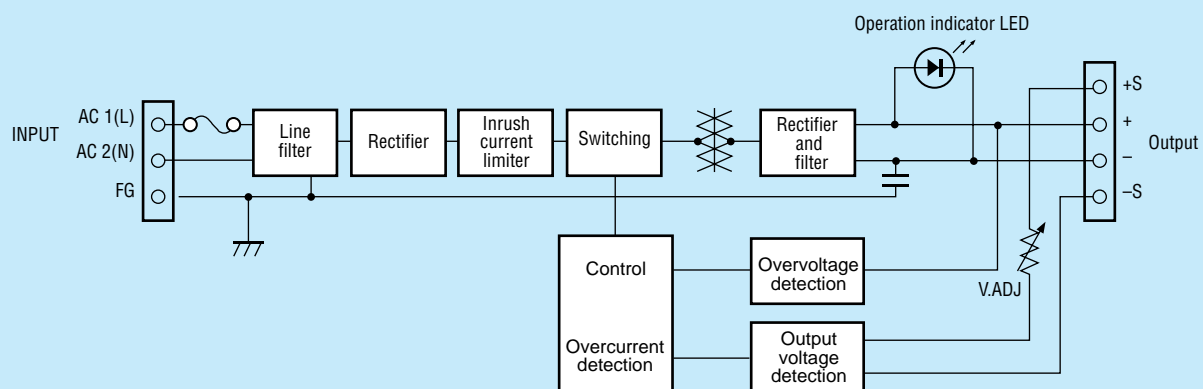 Operation indicator LED
INPUT
AC 1(L)
AC 2(N)
FG
Line
filter
Rectifier
Inrush
current
limiter
Switching
Rectifier
and
filter
+S
+
–
–S
Output
Control
Overcurrent
detection
Overvoltage
detection
Output
voltage
detection
V.ADJ